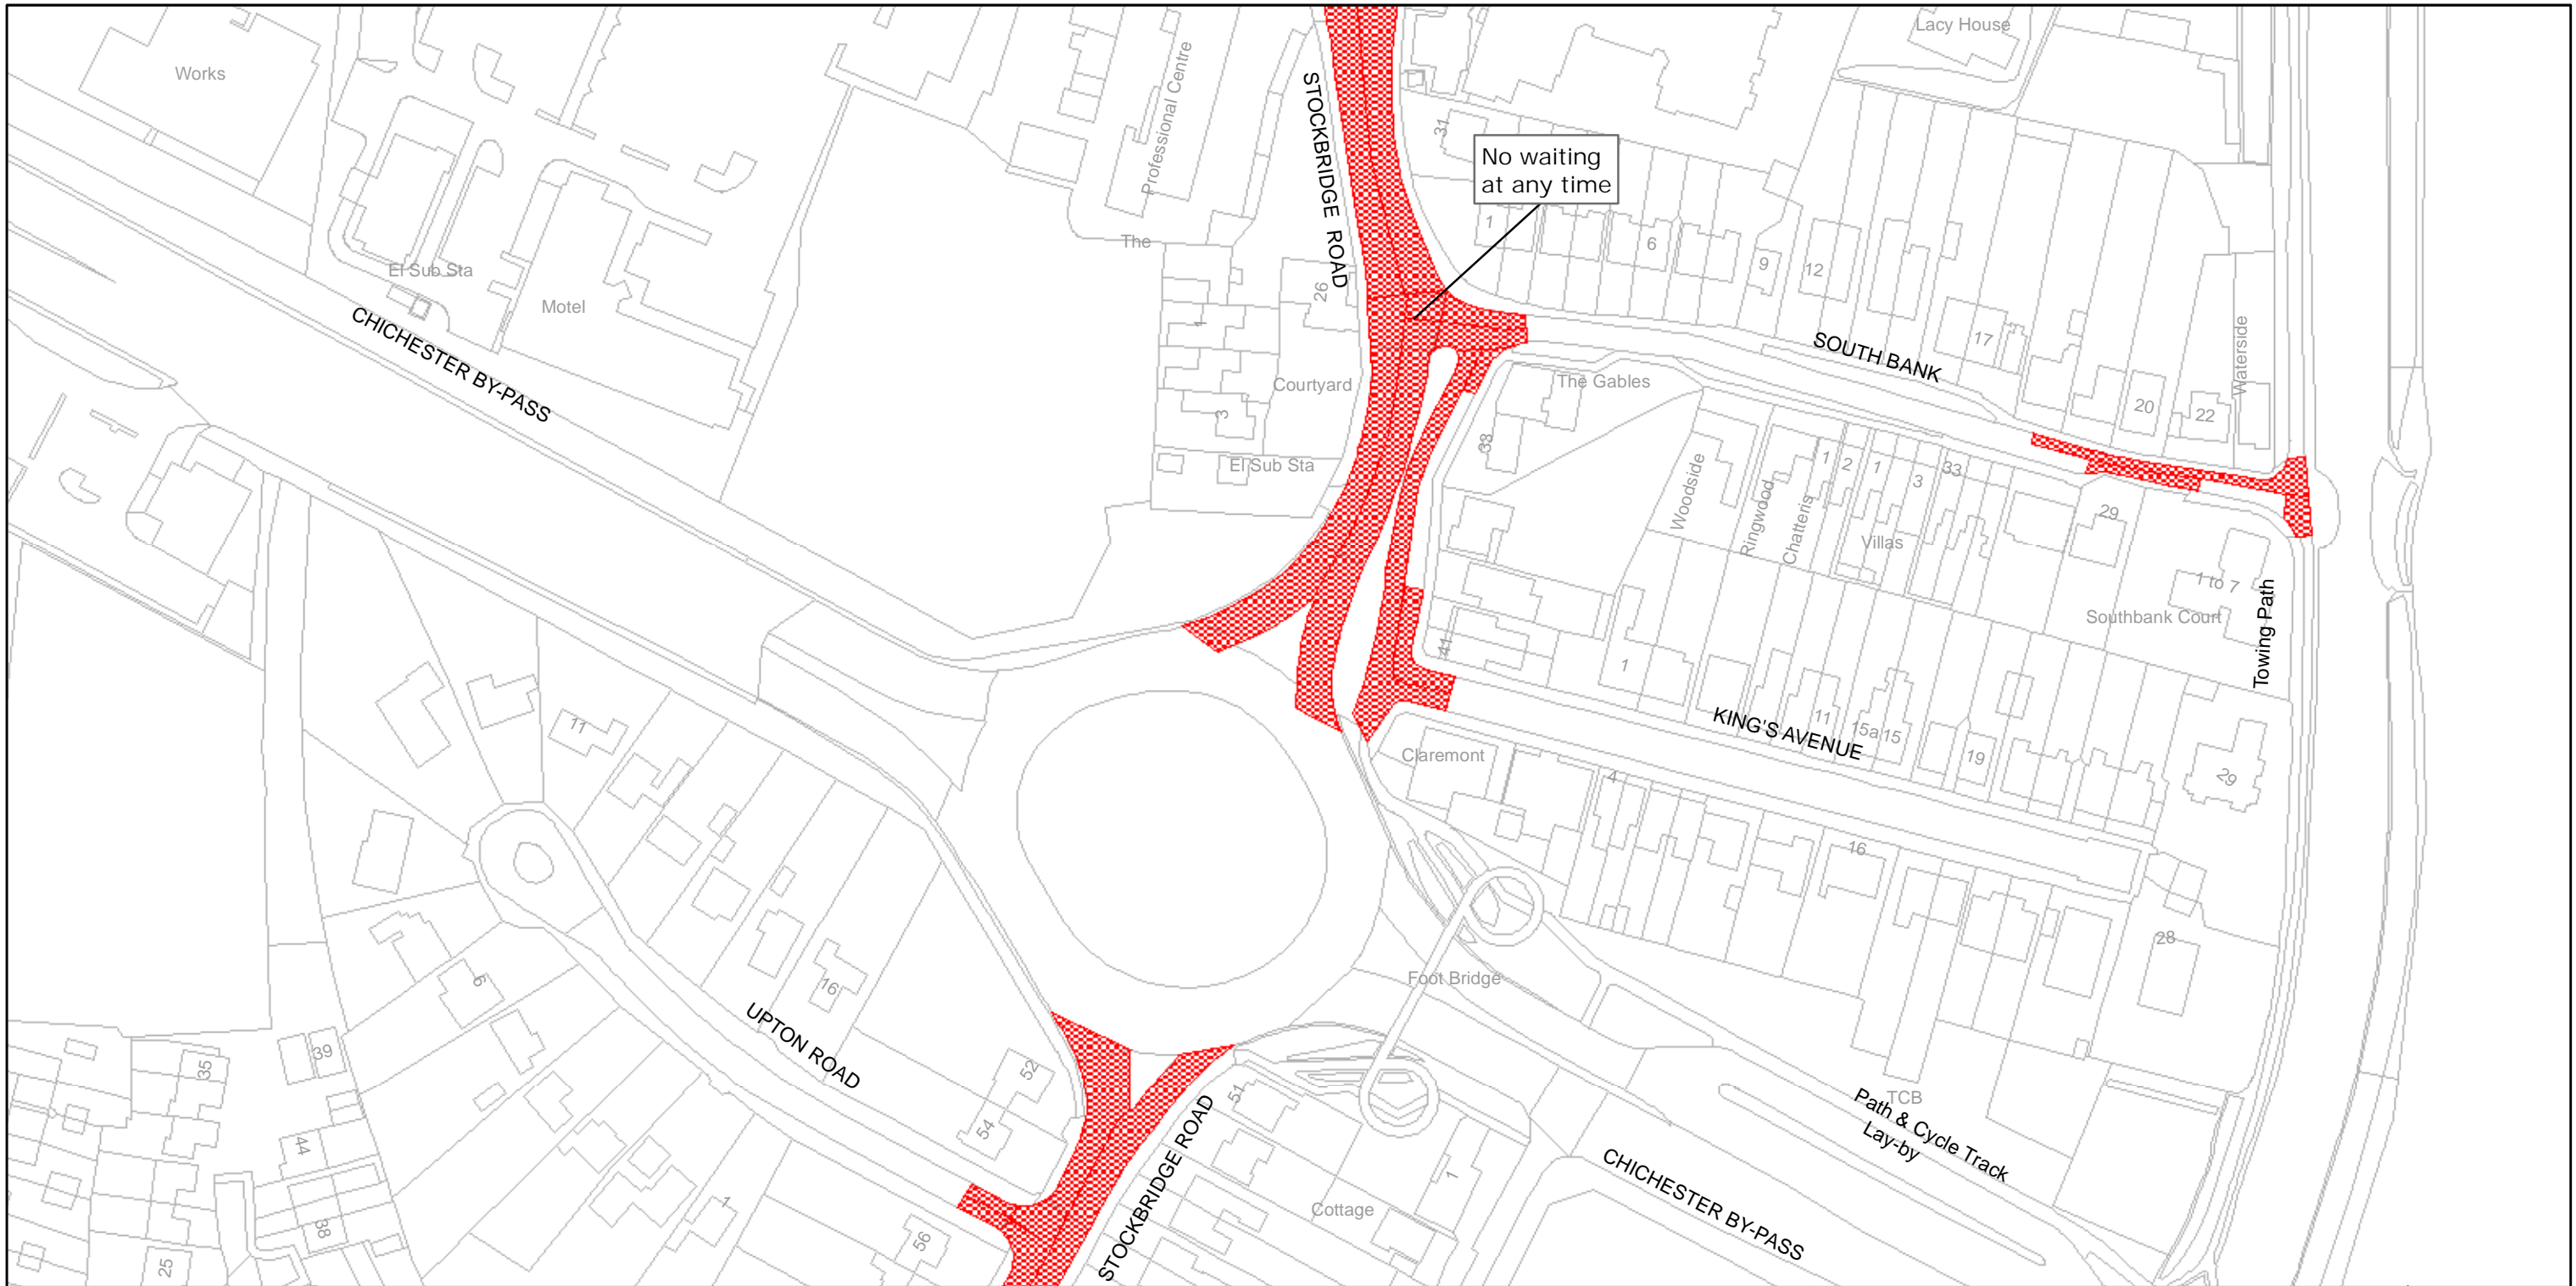 Lacy House
Works
Professional Centre
STOCKBRIDGE ROAD
31
No waiting
at any time
1
6
9
12
The
El Sub Sta
Motel
26
CHICHESTER BY-PASS
1
Courtyard
3
El Sub Sta
The Gables
33
SOUTH BANK
17
20
22
Waterside
Woodside
Ringwood
Chatteris
1
2
1
3
33
Villas
29
1 to 7
Southbank Court
Towing Path
41
1
11
15a
15
KING'S AVENUE
19
29
Claremont
4
16
28
11
6
16
Foot Bridge
UPTON ROAD
39
35
44
38
25
52
54
51
STOCKBRIDGE ROAD
1
56
Cottage
1
TCB
Path & Cycle Track
Lay-by
CHICHESTER BY-PASS